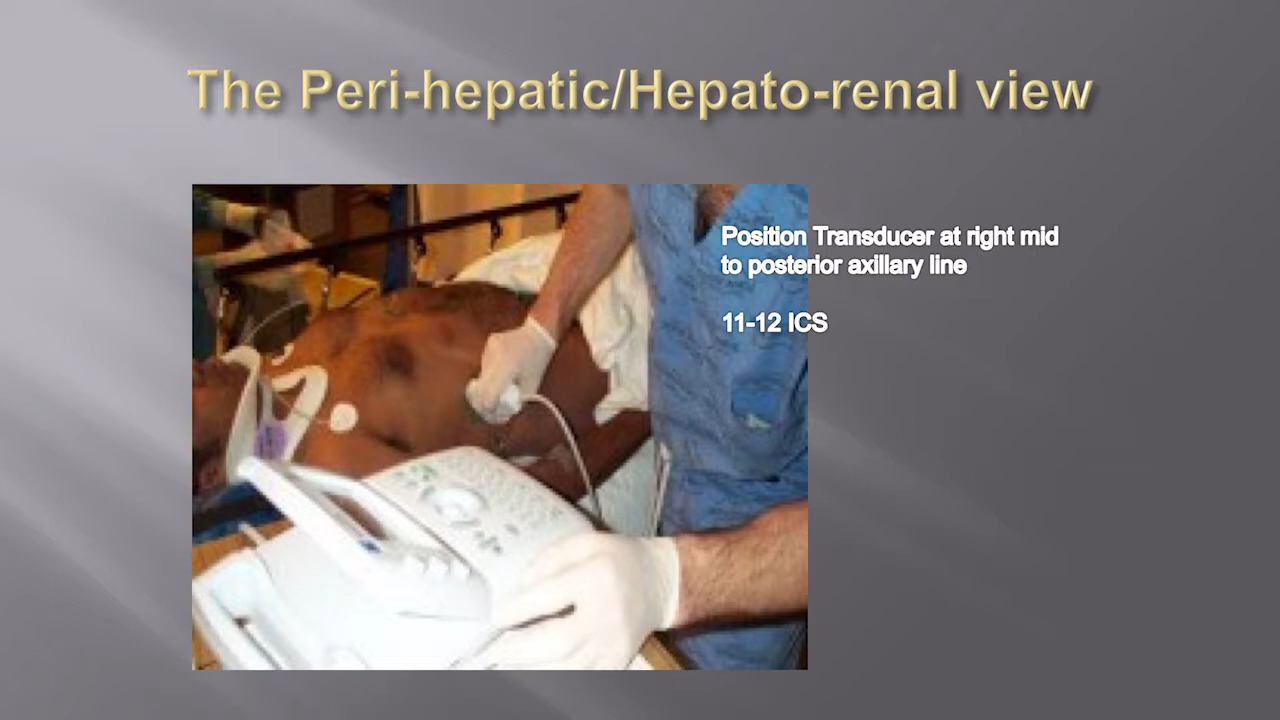 The Peri-hepatic/Hepato-renal view
Position Transducer at right mid
to posterior axillary line
11-12 ICS